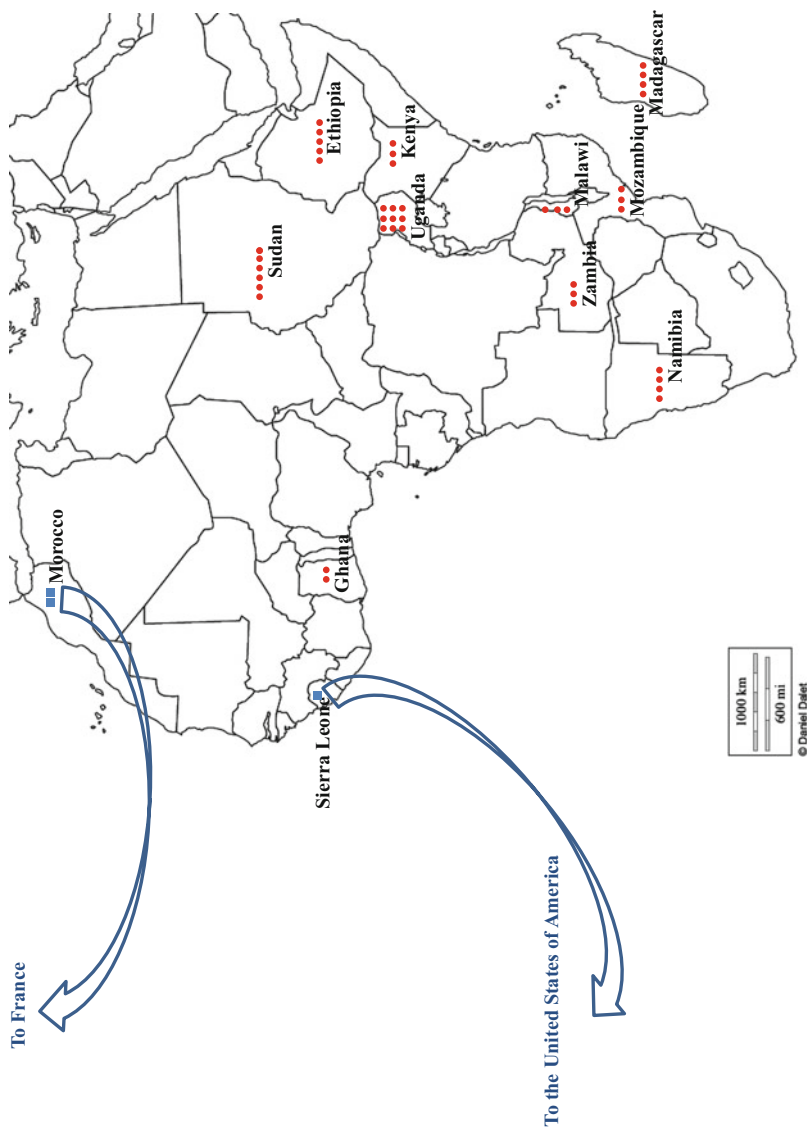 To France
Morocco
Sudan
Ethiopia
Ghana
Uganda
Kenya
Sierra Leone
Malawi
Zambia
Mozambique
Madagascar
Namibia
To the United States of America
1000 km
600 mi
© Daniel Dalet